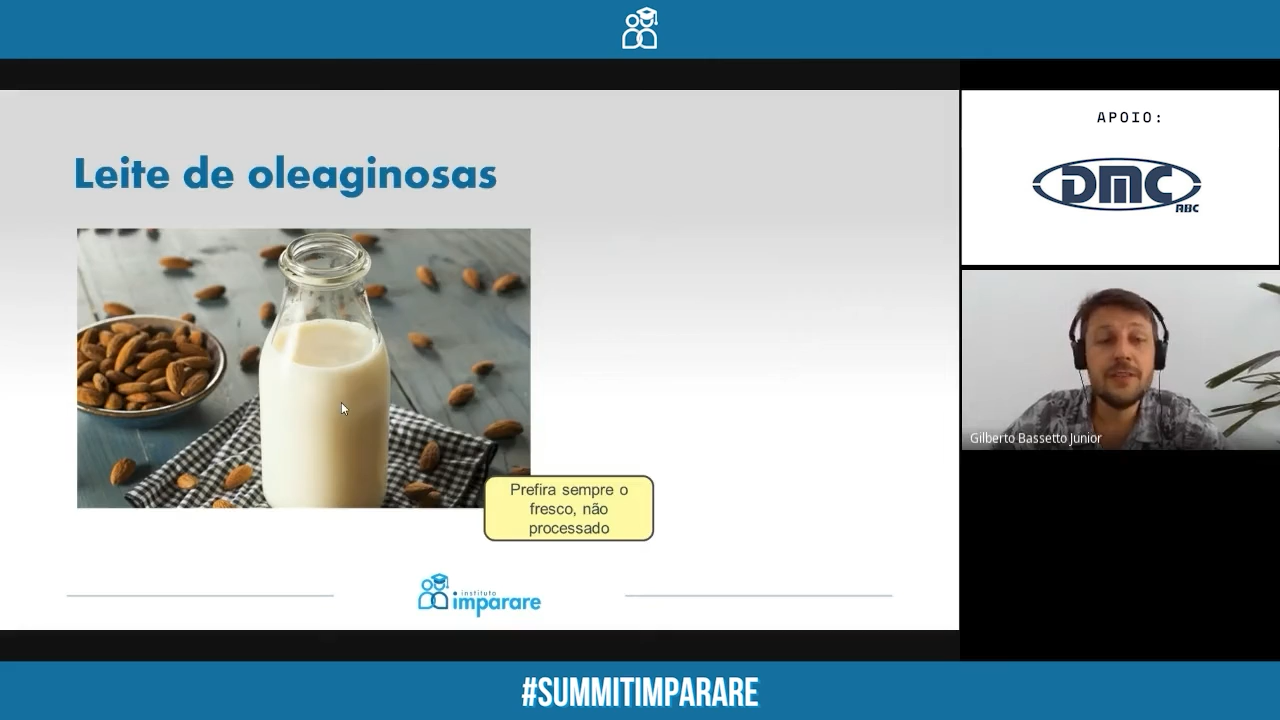 Leite de oleaginosas
Prefira sempre o
fresco, não
processado
instituto
imparare
APOIO:
DMC
ABC
Gilberto Bassetto Junior
#SUMMITIMPARARE